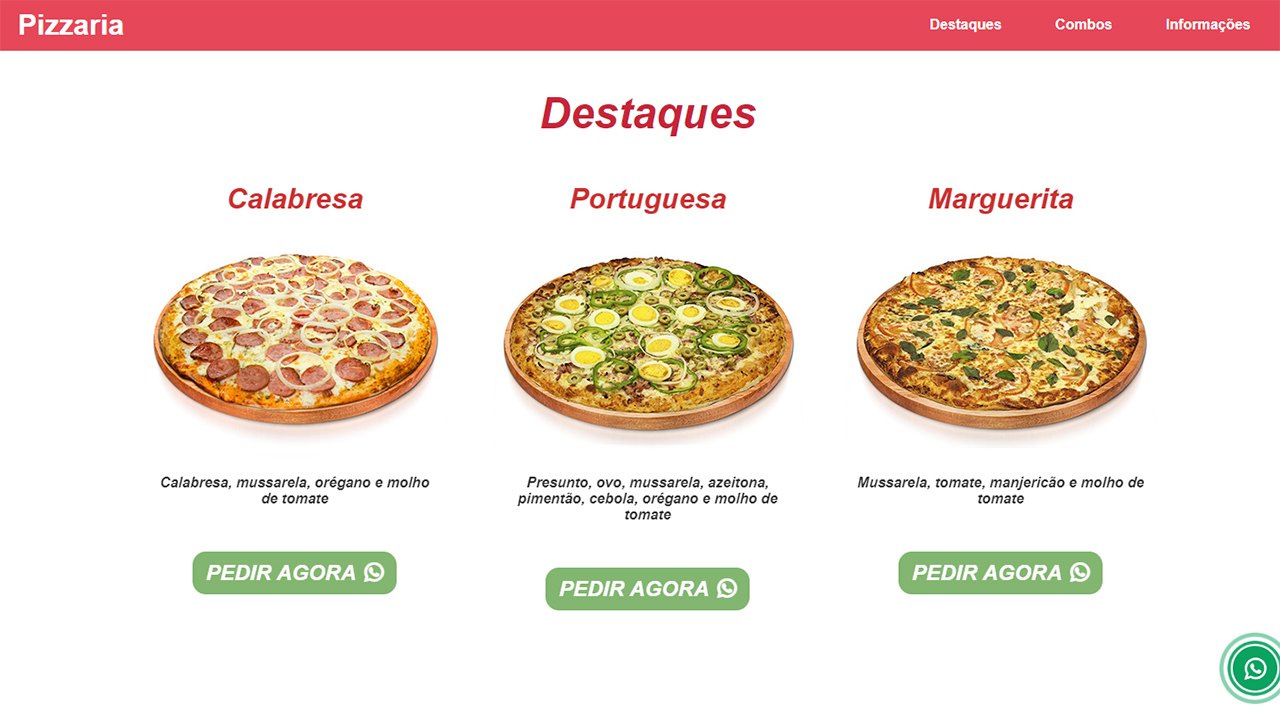 Pizzaria
Destaques Combos Informações
Destaques
Calabresa
Portuguesa
Marguerita
Calabresa, mussarela, orégano e molho
de tomate
Presunto, ovo, mussarela, azeitona,
pimentão, cebola, orégano e molho de
tomate
Mussarela, tomate, manjericão e molho de
tomate
PEDIR AGORA
PEDIR AGORA
PEDIR AGORA